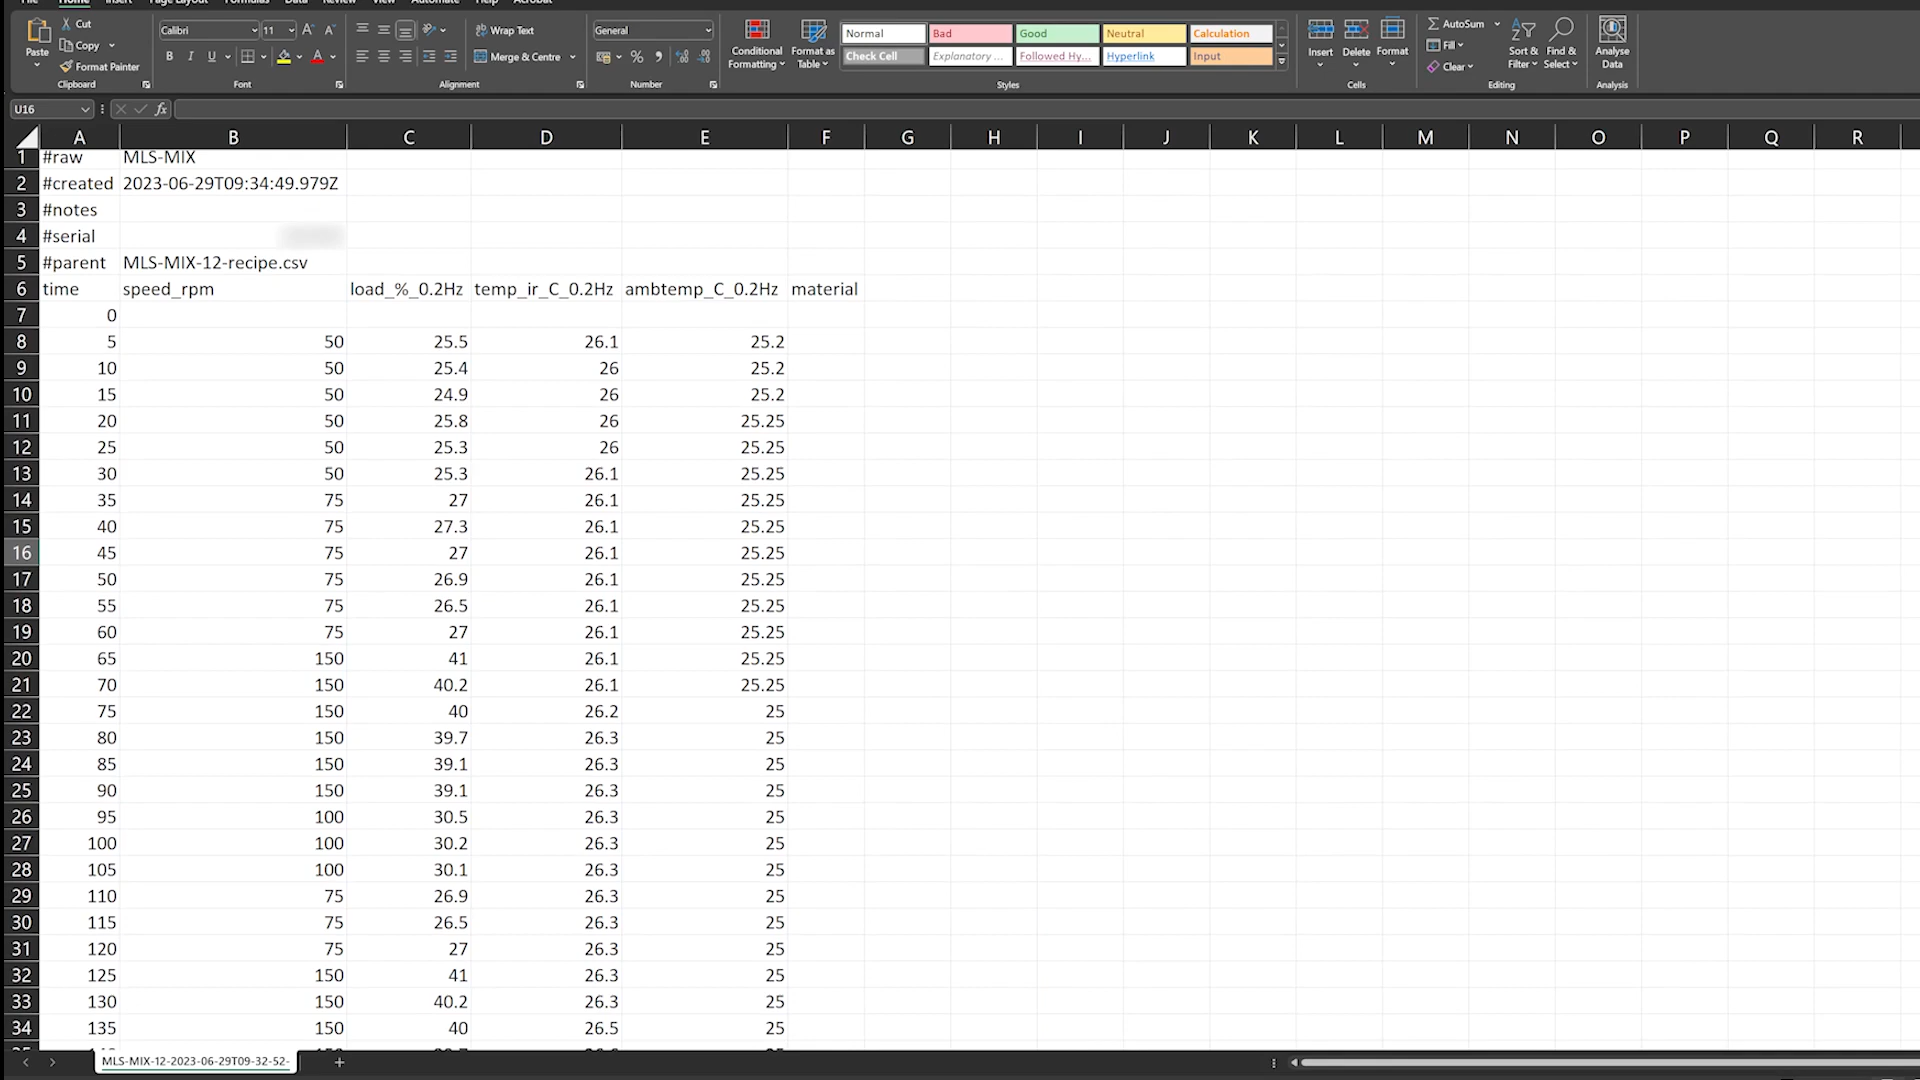 File Home Insert Page Layout Formulas Data Review View Automate Help Acrobat
Paste
Cut
Copy
Format Painter
Clipboard
Calibri 11
B I U
Font
Wrap Text
Merge & Centre
Alignment
General
Number
Conditional Formatting
Format as Table
Normal Bad Good Neutral Calculation
Check Cell Explanatory ... Followed Hy... Hyperlink Input
Styles
Insert Delete Format
Cells
AutoSum
Fill
Clear
Sort & Filter
Find & Select
Editing
Analyse Data
Analysis
U16 fx
A B C D E F G H I J K L M N O P Q R
1 #raw MLS-MIX
2 #created 2023-06-29T09:34:49.979Z
3 #notes
4 #serial
5 #parent MLS-MIX-12-recipe.csv
6 time speed_rpm load_%_0.2Hz temp_ir_C_0.2Hz ambtemp_C_0.2Hz material
7 0
8 5 50 25.5 26.1 25.2
9 10 50 25.4 26 25.2
10 15 50 24.9 26 25.2
11 20 50 25.8 26 25.25
12 25 50 25.3 26 25.25
13 30 50 25.3 26.1 25.25
14 35 75 27 26.1 25.25
15 40 75 27.3 26.1 25.25
16 45 75 27 26.1 25.25
17 50 75 26.9 26.1 25.25
18 55 75 26.5 26.1 25.25
19 60 75 27 26.1 25.25
20 65 150 41 26.1 25.25
21 70 150 40.2 26.1 25.25
22 75 150 40 26.2 25
23 80 150 39.7 26.3 25
24 85 150 39.1 26.3 25
25 90 150 39.1 26.3 25
26 95 100 30.5 26.3 25
27 100 100 30.2 26.3 25
28 105 100 30.1 26.3 25
29 110 75 26.9 26.3 25
30 115 75 26.5 26.3 25
31 120 75 27 26.3 25
32 125 150 41 26.3 25
33 130 150 40.2 26.3 25
34 135 150 40 26.5 25
MLS-MIX-12-2023-06-29T09-32-52-